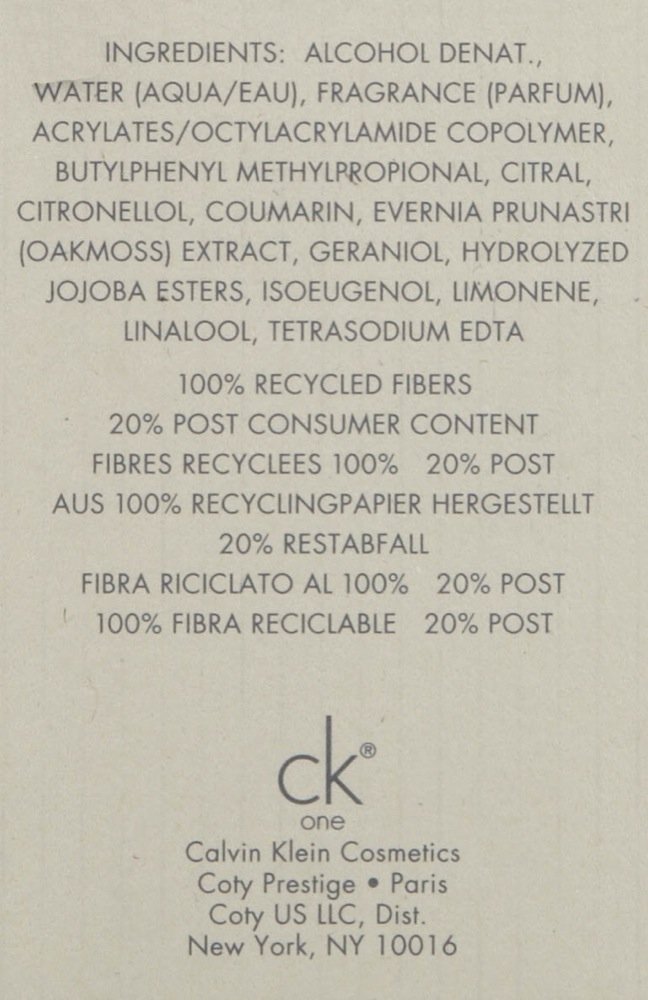 INGREDIENTS: ALCOHOL DENAT.,
WATER (AQUA/EAU), FRAGRANCE (PARFUM),
ACRYLATES/OCTYLACRYLAMIDE COPOLYMER,
BUTYLPHENYL METHYLPROPIONAL, CITRAL,
CITRONELLOL, COUMARIN, EVERNIA PRUNASTRI
(OAKMOSS) EXTRACT, GERANIOL, HYDROLYZED
JOJOBA ESTERS, ISOEUGENOL, LIMONENE,
LINALOOL, TETRASODIUM EDTA
100% RECYCLED FIBERS
20% POST CONSUMER CONTENT
FIBRES RECYCLEES 100% 20% POST
AUS 100% RECYCLINGPAPIER HERGESTELLT
20% RESTABFALL
FIBRA RICICLATO AL 100% 20% POST
100% FIBRA RECICLABLE 20% POST
ck®
one
Calvin Klein Cosmetics
Coty Prestige • Paris
Coty US LLC, Dist.
New York, NY 10016